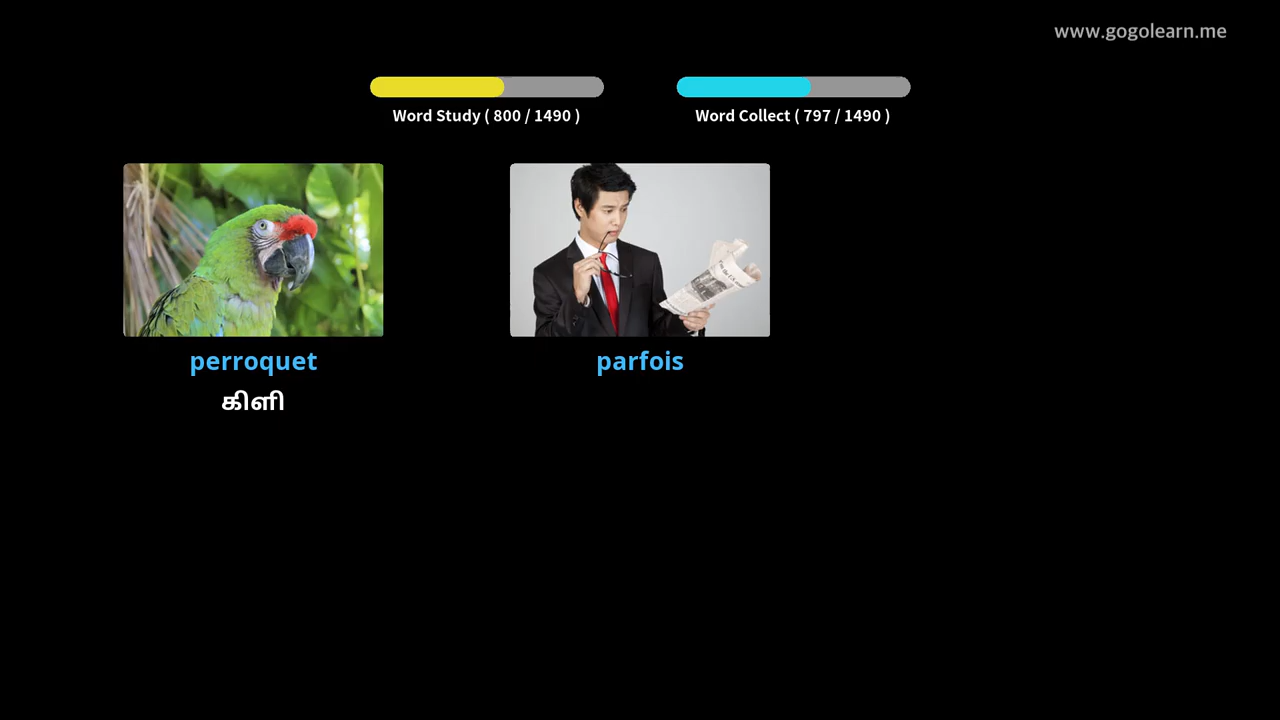 www.gogolearn.me
Word Study ( 800 / 1490 )
Word Collect ( 797 / 1490 )
perroquet
parfois
கிளி